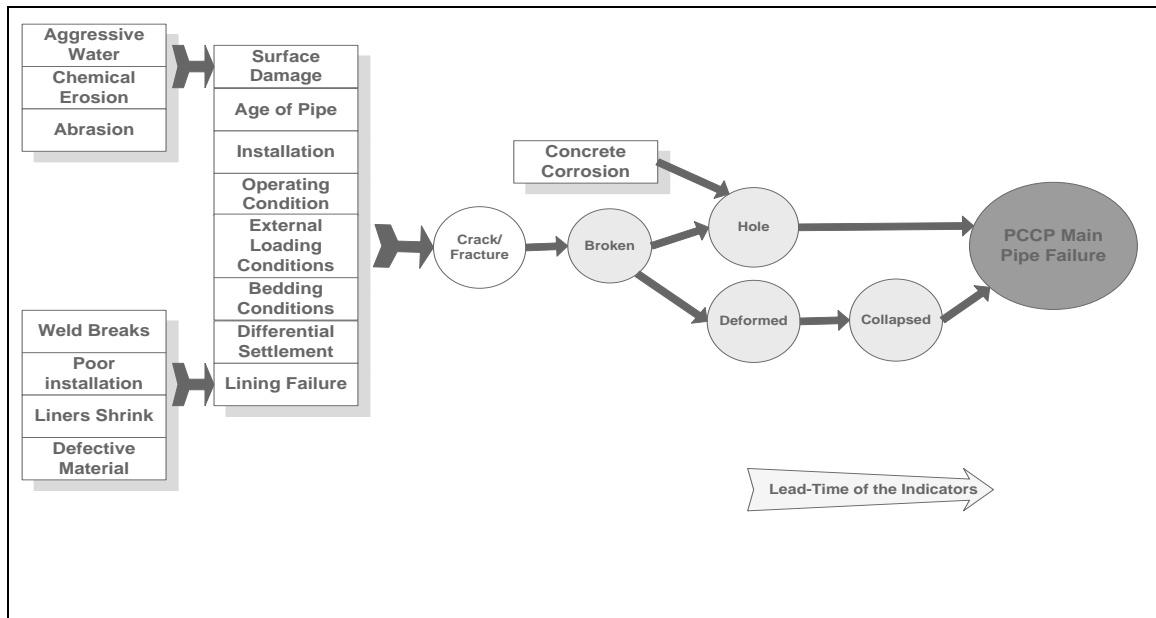 Aggressive
Water
Chemical
Erosion
Abrasion
Surface
Damage
Age of Pipe
Installation
Operating
Condition
External
Loading
Conditions
Bedding
Conditions
Differential
Settlement
Lining Failure
Weld Breaks
Poor
installation
Liners Shrink
Defective
Material
Crack/
Fracture
Broken
Concrete
Corrosion
Hole
Deformed
Collapsed
PCCP Main
Pipe Failure
Lead-Time of the Indicators